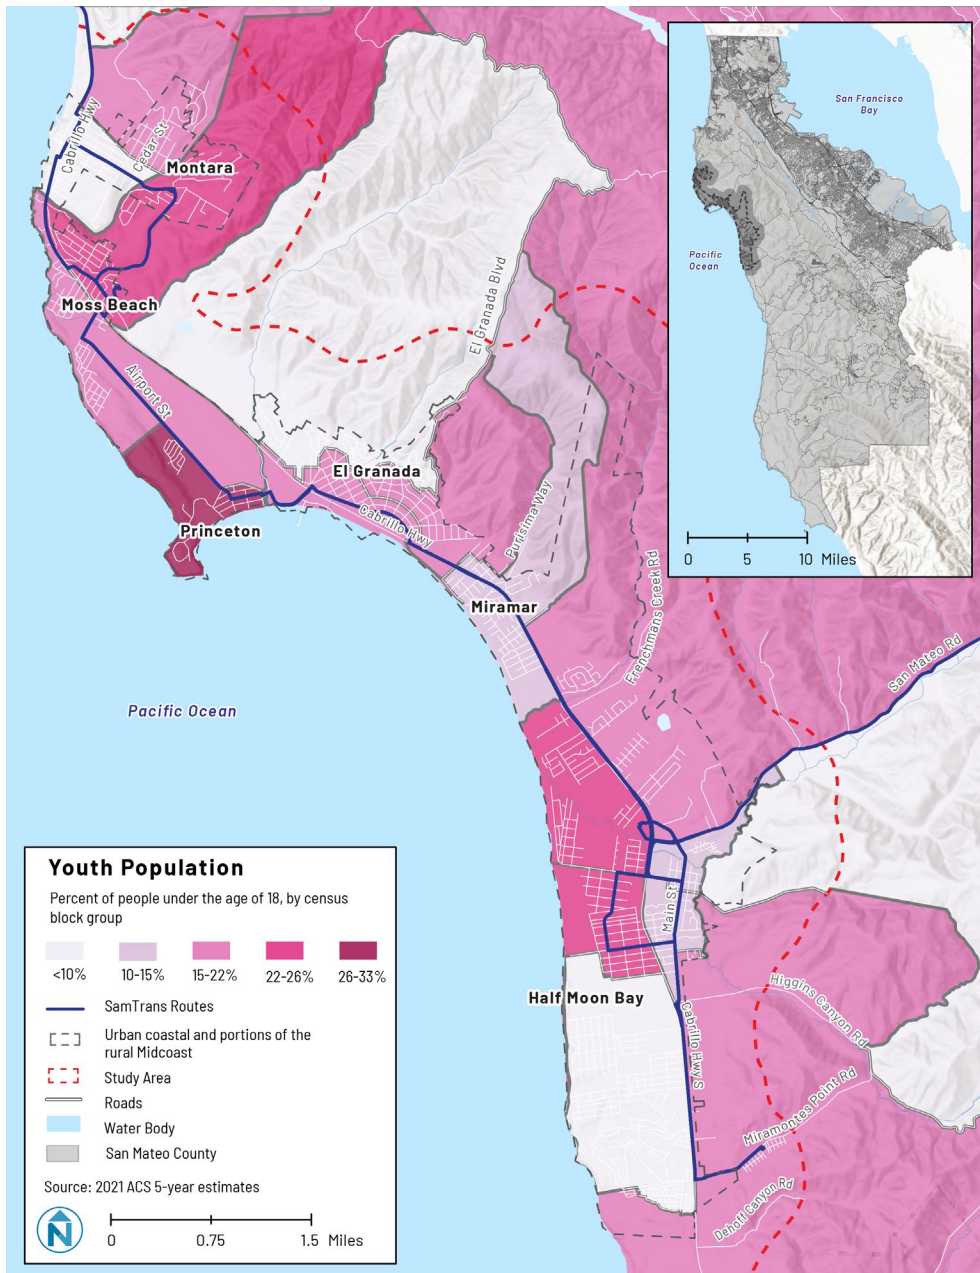 San Francisco
Bay
Cabrillo Hwy
Cedar St
Montara
Pacific
Ocean
Moss Beach
El Granada Blvd
Airport St
El Granada
Cabrillo Hwy
Purisima Way
Princeton
0 5 10 Miles
Miramar
Frenchmans Creek Rd
San Mateo Rd
Pacific Ocean
Main St
Half Moon Bay
Higgins Canyon Rd
Cabrillo Hwy S
Miramontes Point Rd
Dehoff Canyon Rd
Youth Population
Percent of people under the age of 18, by census
block group
<10% 10-15% 15-22% 22-26% 26-33%
SamTrans Routes
Urban coastal and portions of the
rural Midcoast
Study Area
Roads
Water Body
San Mateo County
Source: 2021 ACS 5-year estimates
N
0 0.75 1.5 Miles